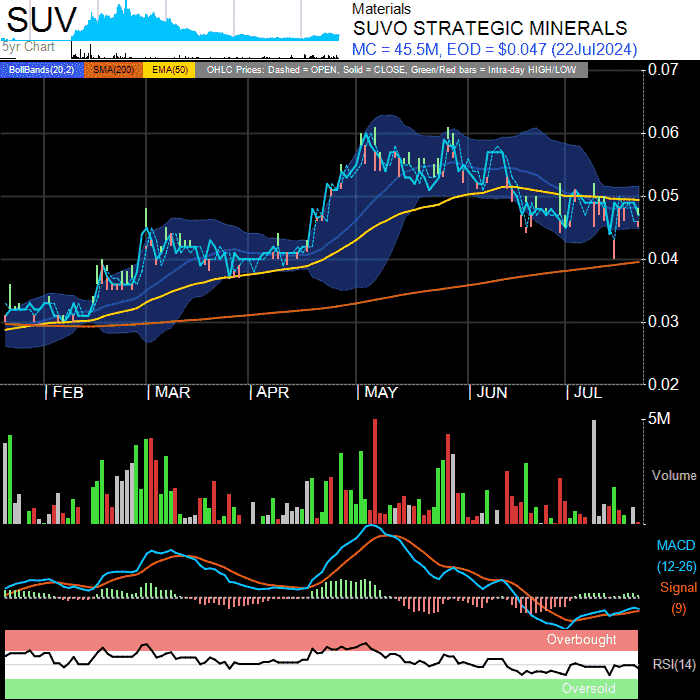 SUV
5yr Chart
Materials
SUVO STRATEGIC MINERALS
MC = 45.5M, EOD = $0.047 (22Jul2024)
BollBands(20,2) SMA(200) EMA(50) OHLC Prices: Dashed = OPEN, Solid = CLOSE, Green/Red bars = Intra-day HIGH/LOW
0.07
0.06
0.05
0.04
0.03
0.02
FEB MAR APR MAY JUN JUL
5M
Volume
MACD
(12-26)
Signal
(9)
Overbought
RSI(14)
Oversold